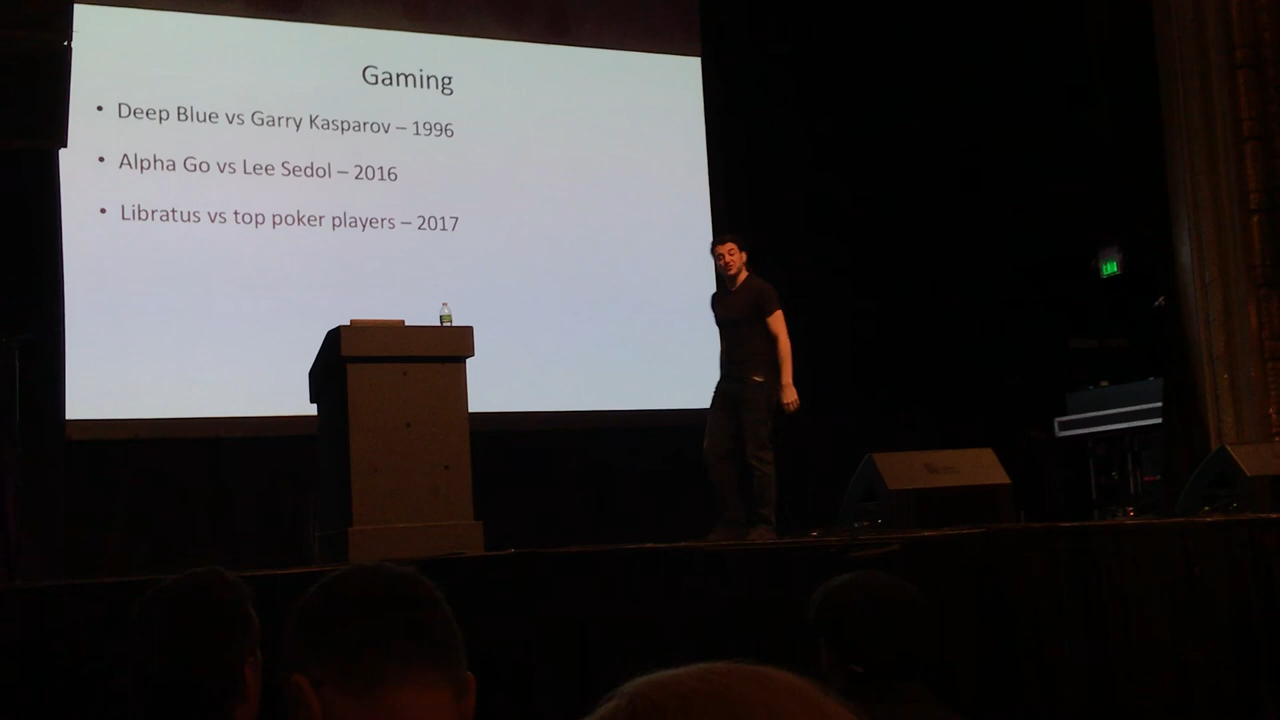 Gaming
• Deep Blue vs Garry Kasparov – 1996
• Alpha Go vs Lee Sedol – 2016
• Libratus vs top poker players – 2017